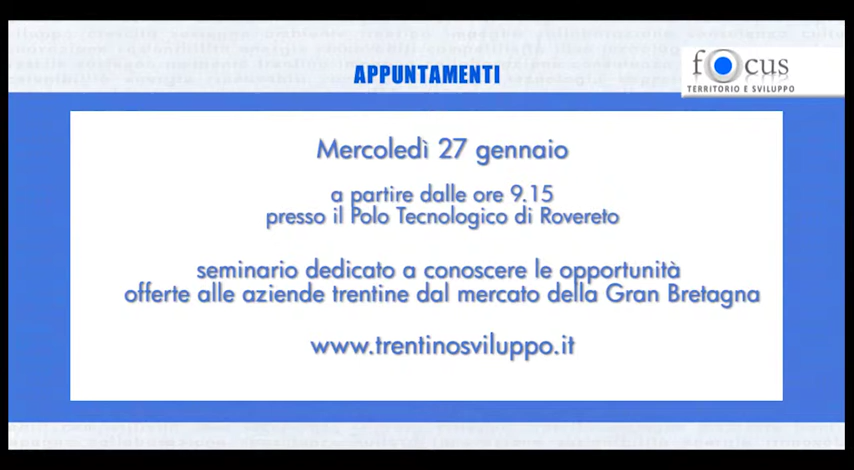 APPUNTAMENTI
focus
TERRITORIO E SVILUPPO
Mercoledì 27 gennaio
a partire dalle ore 9.15
presso il Polo Tecnologico di Rovereto
seminario dedicato a conoscere le opportunità
offerte alle aziende trentine dal mercato della Gran Bretagna
www.trentinosviluppo.it